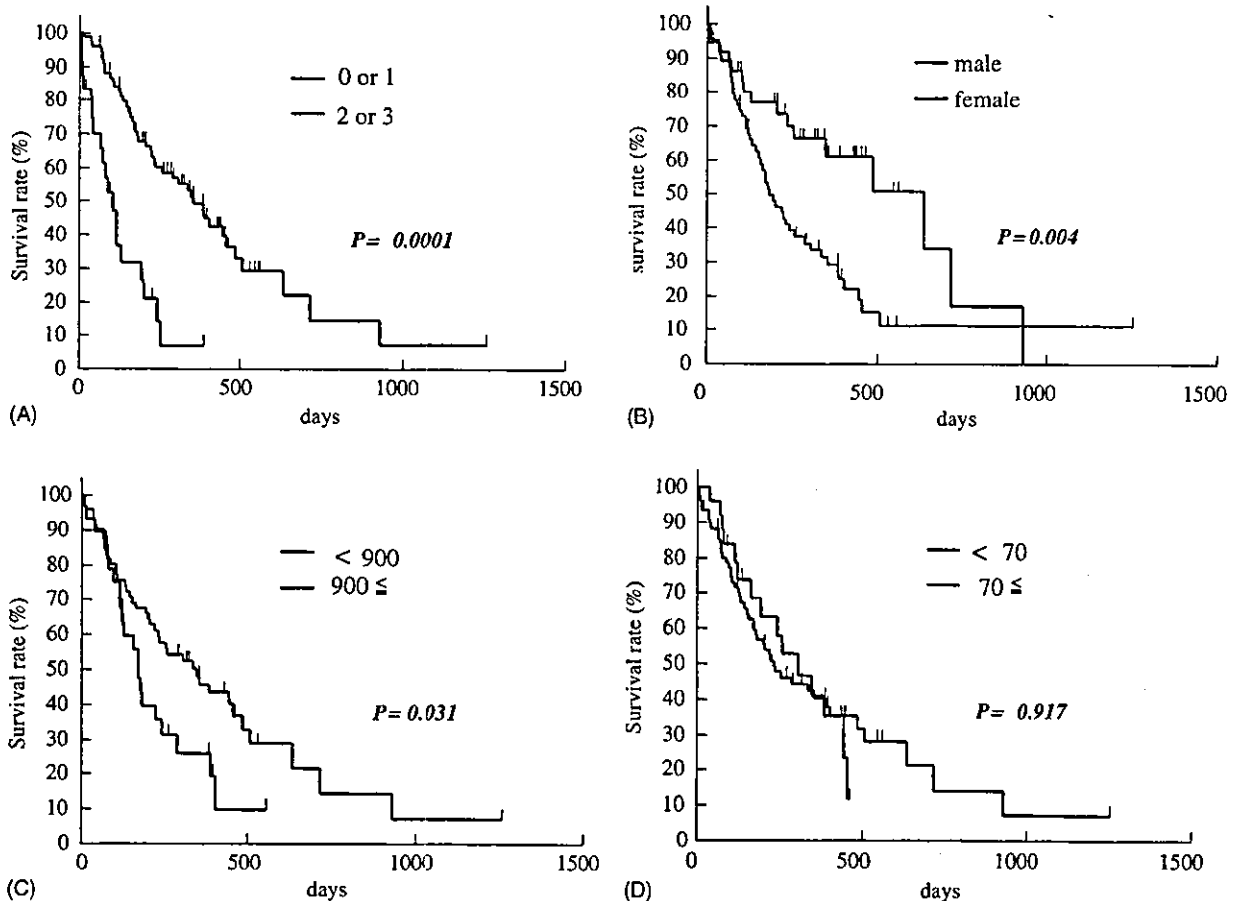 100
90
80
70
60
50
40
30
20
10
0
Survival rate (%)
0 or 1
2 or 3
P= 0.0001
0 500 1000 1500
days
(A)
100
90
80
70
60
50
40
30
20
10
0
survival rate (%)
male
female
P=0.004
0 500 1000 1500
days
(B)
100
90
80
70
60
50
40
30
20
10
0
Survival rate (%)
< 900
900 ≦
P=0.031
0 500 1000 1500
days
(C)
100
90
80
70
60
50
40
30
20
10
0
Survival rate (%)
< 70
70 ≦
P= 0.917
0 500 1000 1500
days
(D)